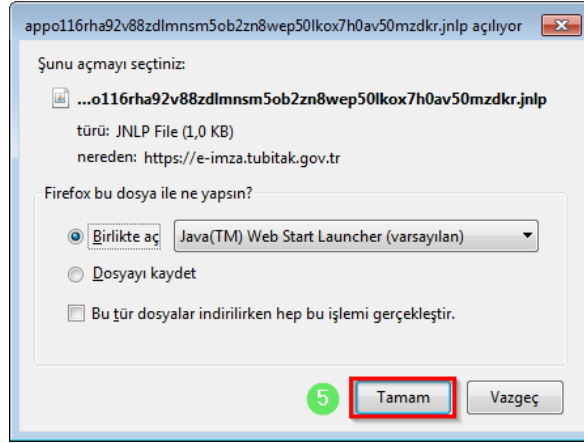 appo116rha92v88zdlmnsm5ob2zn8wep50lkox7h0av50mzdkr.jnlp açılıyor
Şunu açmayı seçtiniz:
...o116rha92v88zdlmnsm5ob2zn8wep50lkox7h0av50mzdkr.jnlp
türü: JNLP File (1,0 KB)
nereden: https://e-imza.tubitak.gov.tr
Firefox bu dosya ile ne yapsın?
Birlikte aç Java(TM) Web Start Launcher (varsayılan)
Dosyayı kaydet
Bu tür dosyalar indirilirken hep bu işlemi gerçekleştir.
5 Tamam Vazgeç